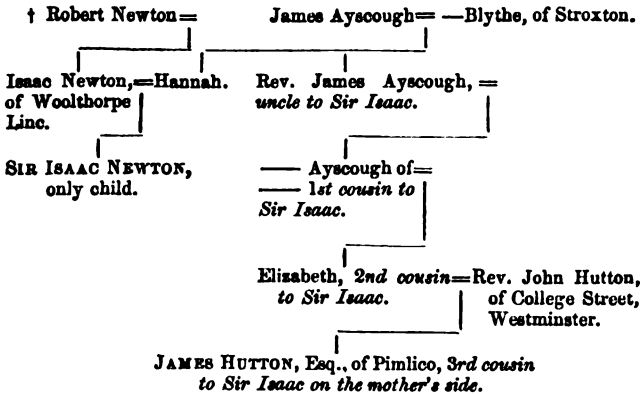 † Robert Newton= James Ayscough= —Blythe, of Stroxton.
Isaac Newton,=Hannah. Rev. James Ayscough, =
of Woolthorpe uncle to Sir Isaac.
Linc.
SIR ISAAC NEWTON, —— Ayscough of=
only child. —— 1st cousin to
Sir Isaac.
Elizabeth, 2nd cousin=Rev. John Hutton,
to Sir Isaac. of College Street,
Westminster.
JAMES HUTTON, Esq., of Pimlico, 3rd cousin
to Sir Isaac on the mother's side.